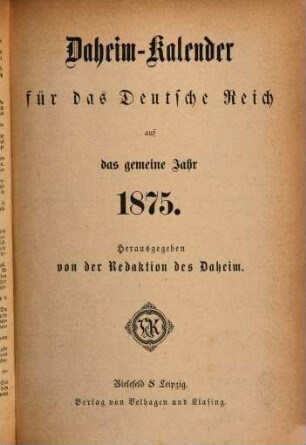 Daheim-Kalender
für das Deutsche Reich
auf
das gemeine Jahr
1875.
Herausgegeben
von der Redaktion des Daheim.
VK
Bielefeld & Leipzig.
Verlag von Velhagen und Klasing.